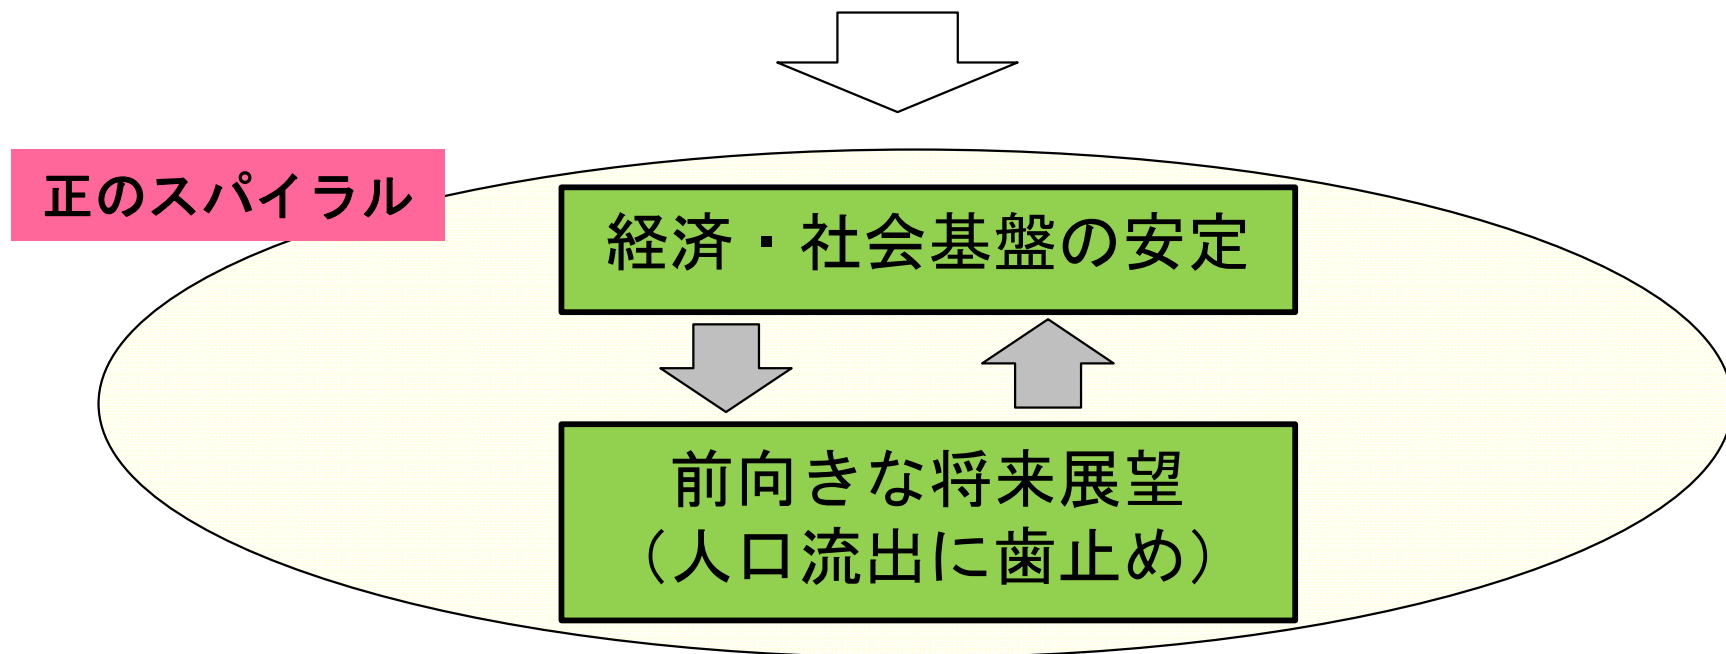 正のスパイラル
経済・社会基盤の安定
前向きな将来展望
（人口流出に歯止め）